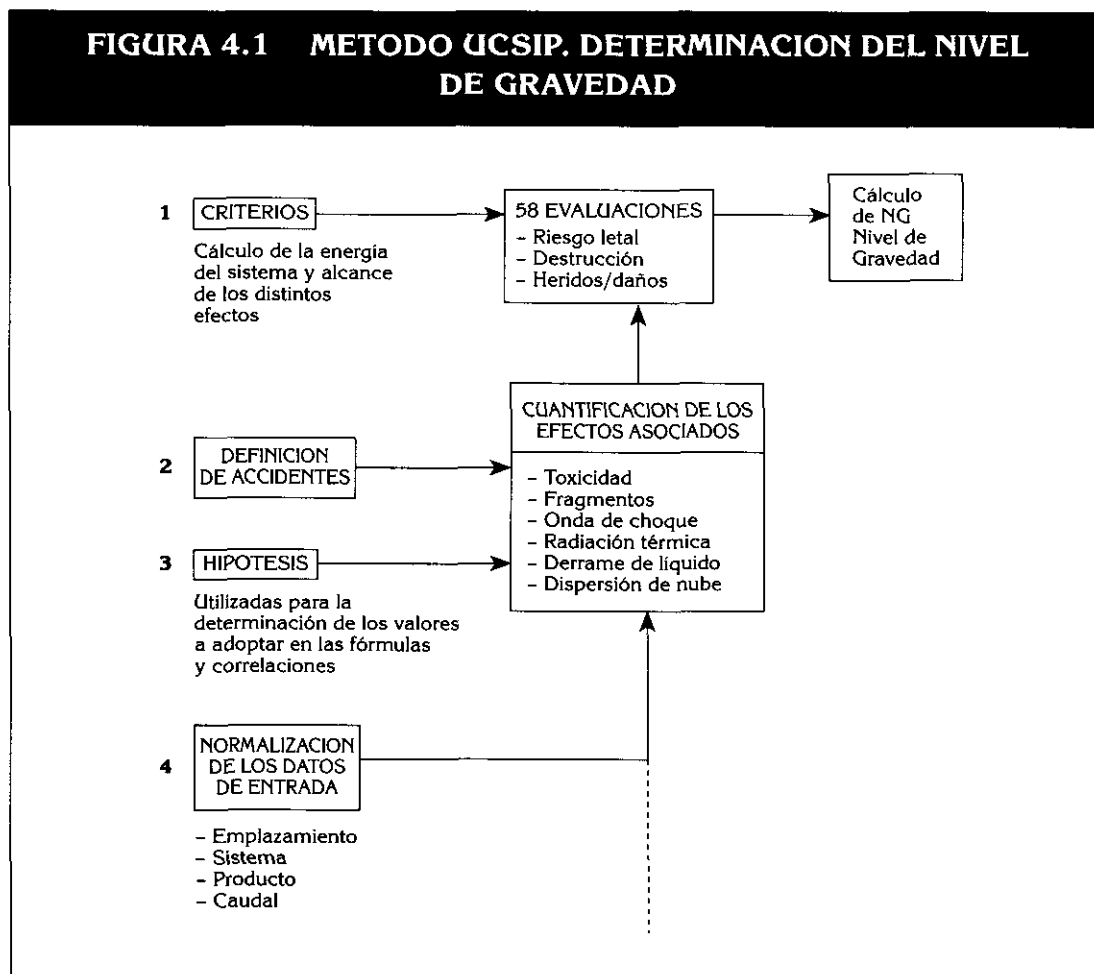 FIGURA 4.1 METODO UCSIP. DETERMINACION DEL NIVEL
DE GRAVEDAD
1 CRITERIOS
Cálculo de la energía
del sistema y alcance
de los distintos
efectos
58 EVALUACIONES
– Riesgo letal
– Destrucción
– Heridos/daños
Cálculo
de NG
Nivel de
Gravedad
CUANTIFICACION DE LOS
EFECTOS ASOCIADOS
– Toxicidad
– Fragmentos
– Onda de choque
– Radiación térmica
– Derrame de líquido
– Dispersión de nube
2 DEFINICION
DE ACCIDENTES
3 HIPOTESIS
Utilizadas para la
determinación de los valores
a adoptar en las fórmulas
y correlaciones
4 NORMALIZACION
DE LOS DATOS
DE ENTRADA
– Emplazamiento
– Sistema
– Producto
– Caudal